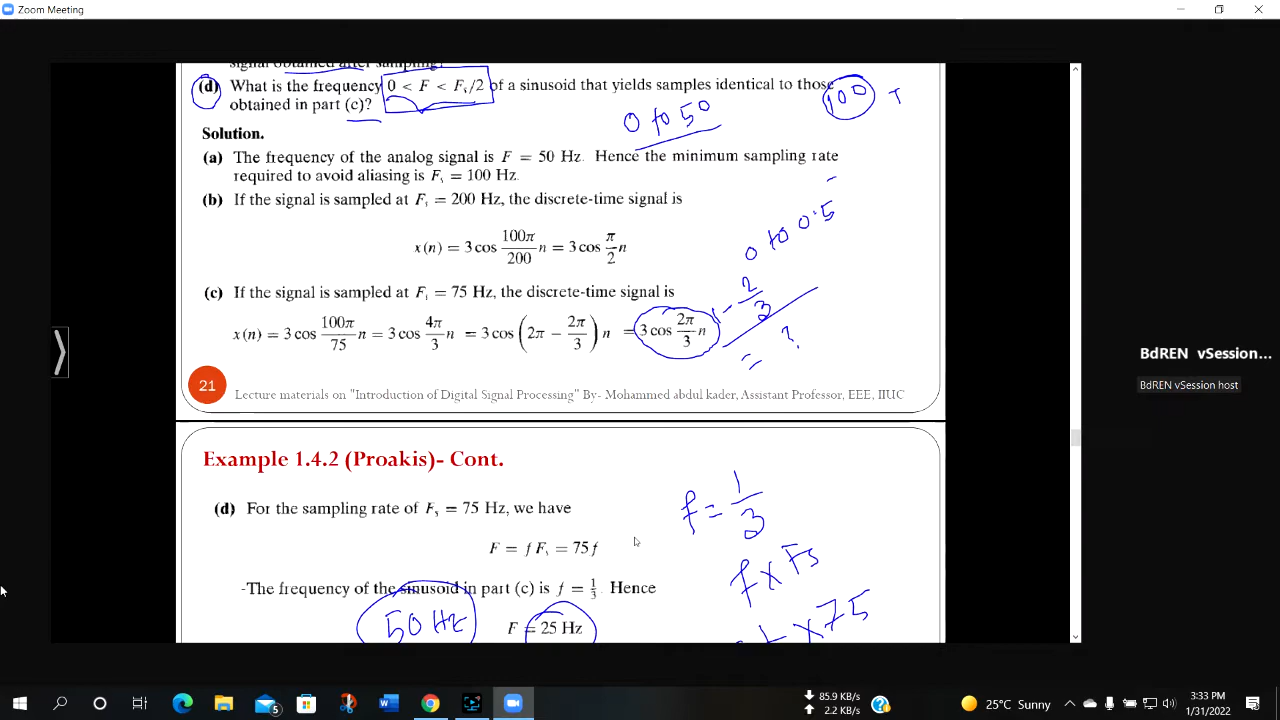 Zoom Meeting
signal obtained after sampling?
(d) What is the frequency 0 < F < Fs/2 of a sinusoid that yields samples identical to those
obtained in part (c)?
100
0 to 50
Solution.
(a) The frequency of the analog signal is F = 50 Hz. Hence the minimum sampling rate
required to avoid aliasing is Fs = 100 Hz.
(b) If the signal is sampled at Fs = 200 Hz, the discrete-time signal is
x(n) = 3 cos 100π/200 n = 3 cos π/2 n
0 to 0.5
(c) If the signal is sampled at Fs = 75 Hz, the discrete-time signal is
x(n) = 3 cos 100π/75 n = 3 cos 4π/3 n = 3 cos (2π − 2π/3) n = 3 cos 2π/3 n
2/3
= ?
21
Lecture materials on "Introduction of Digital Signal Processing" By- Mohammed abdul kader, Assistant Professor, EEE, IIUC
BdREN vSession...
BdREN vSession host
Example 1.4.2 (Proakis)- Cont.
(d) For the sampling rate of Fs = 75 Hz, we have
F = f Fs = 75f
f = 1/3
-The frequency of the sinusoid in part (c) is f = 1/3. Hence
f x Fs
F = 25 Hz
50 Hz
x 75
5
85.9 KB/s
2.2 KB/s
25°C Sunny
3:33 PM
1/31/2022